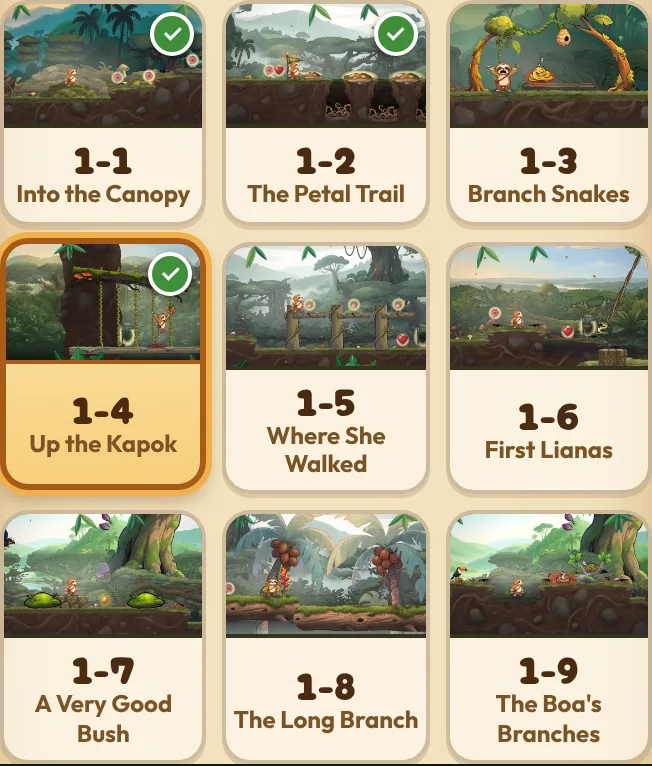 1-1
Into the Canopy
1-2
The Petal Trail
1-3
Branch Snakes
1-4
Up the Kapok
1-5
Where She
Walked
1-6
First Lianas
1-7
A Very Good
Bush
1-8
The Long Branch
1-9
The Boa's
Branches